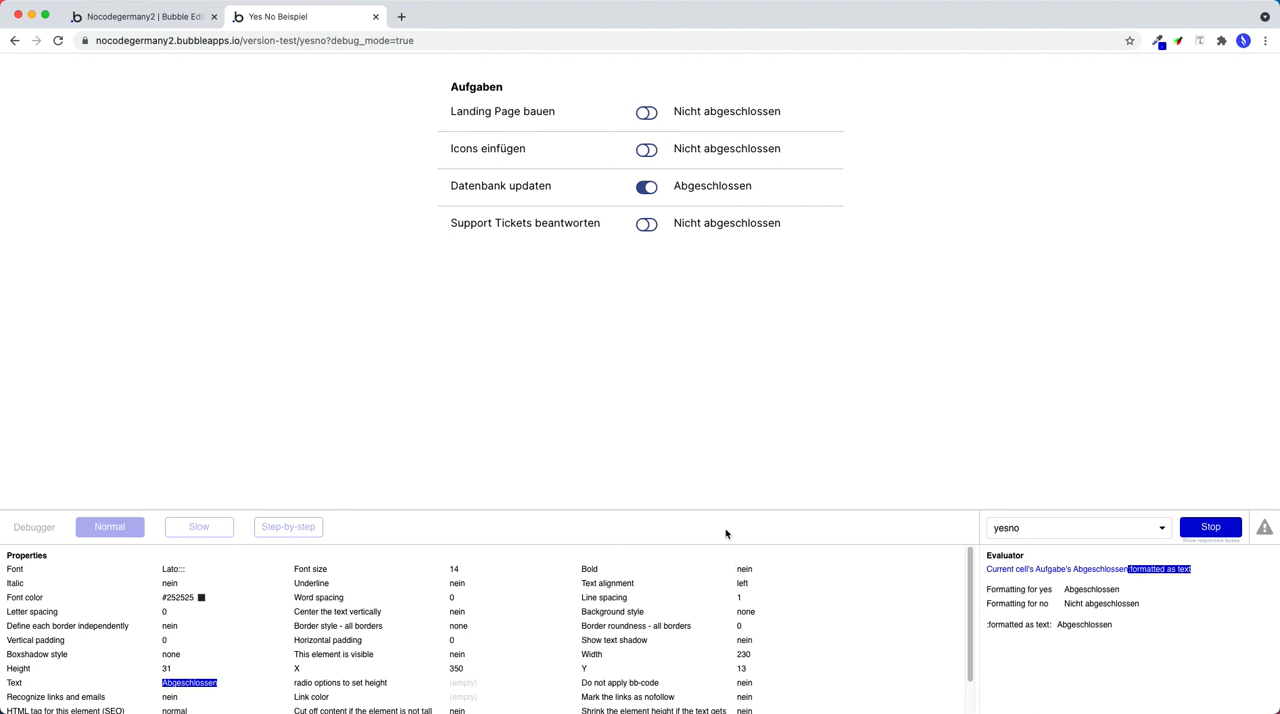 Nocodegermany2 | Bubble Edi
Yes No Beispiel
nocodegermany2.bubbleapps.io/version-test/yesno?debug_mode=true
Aufgaben
Landing Page bauen Nicht abgeschlossen
Icons einfügen Nicht abgeschlossen
Datenbank updaten Abgeschlossen
Support Tickets beantworten Nicht abgeschlossen
Debugger Normal Slow Step-by-step yesno Stop
Show responsive boxes
Properties
Font Lato::: Font size 14 Bold nein
Italic nein Underline nein Text alignment left
Font color #252525 Word spacing 0 Line spacing 1
Letter spacing 0 Center the text vertically nein Background style none
Define each border independently nein Border style - all borders none Border roundness - all borders 0
Vertical padding 0 Horizontal padding 0 Show text shadow nein
Boxshadow style none This element is visible nein Width 230
Height 31 X 350 Y 13
Text Abgeschlossen radio options to set height (empty) Do not apply bb-code nein
Recognize links and emails nein Link color (empty) Mark the links as nofollow nein
HTML tag for this element (SEO) normal Cut off content if the element is not tall nein Shrink the element height if the text gets nein
Evaluator
Current cell's Aufgabe's Abgeschlossen:formatted as text
Formatting for yes Abgeschlossen
Formatting for no Nicht abgeschlossen
:formatted as text: Abgeschlossen